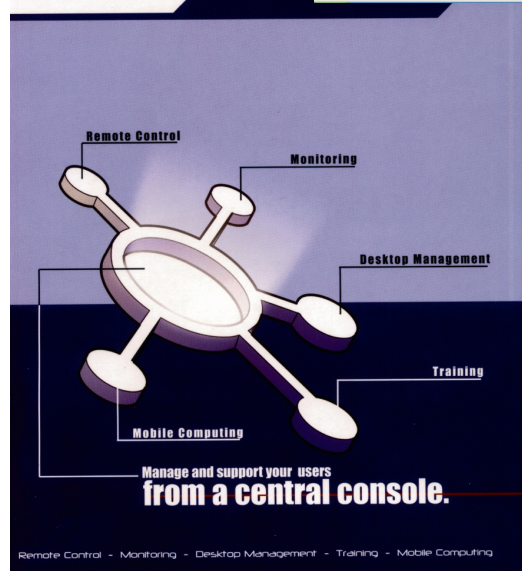 Remote Control
Monitoring
Desktop Management
Training
Mobile Computing
Manage and support your users
from a central console.
Remote Control - Monitoring - Desktop Management - Training - Mobile Computing